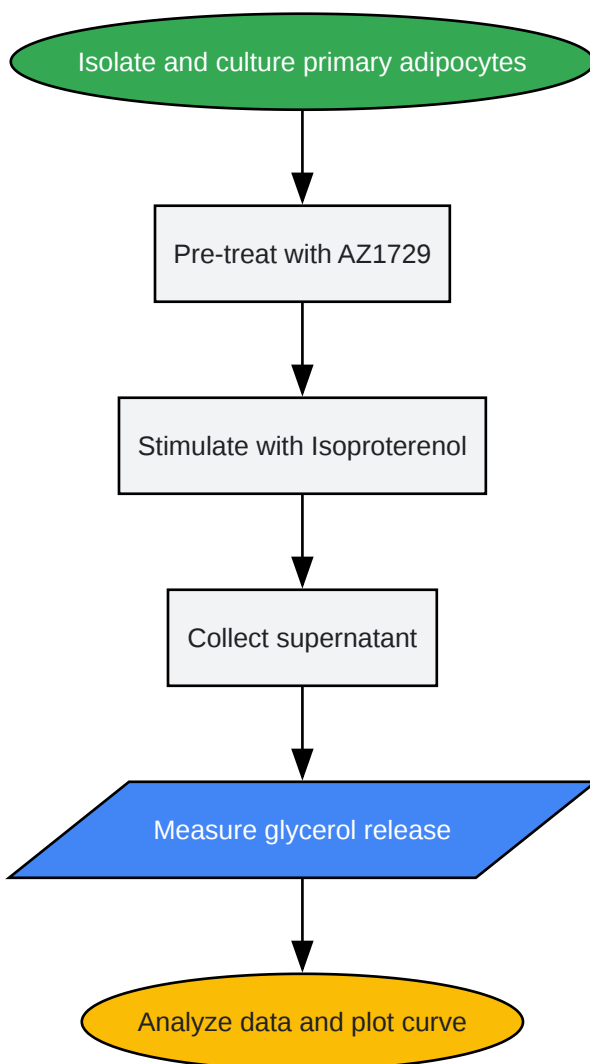 Isolate and culture primary adipocytes
Pre-treat with AZ1729
Stimulate with Isoproterenol
Collect supernatant
Measure glycerol release
Analyze data and plot curve